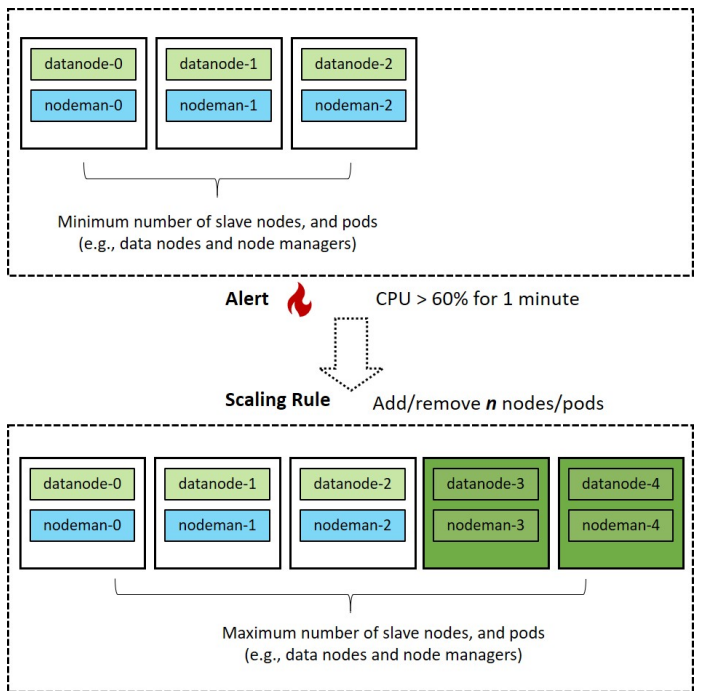 datanode-0 datanode-1 datanode-2
nodeman-0 nodeman-1 nodeman-2
Minimum number of slave nodes, and pods
(e.g., data nodes and node managers)
Alert CPU > 60% for 1 minute
Scaling Rule Add/remove n nodes/pods
datanode-0 datanode-1 datanode-2 datanode-3 datanode-4
nodeman-0 nodeman-1 nodeman-2 nodeman-3 nodeman-4
Maximum number of slave nodes, and pods
(e.g., data nodes and node managers)